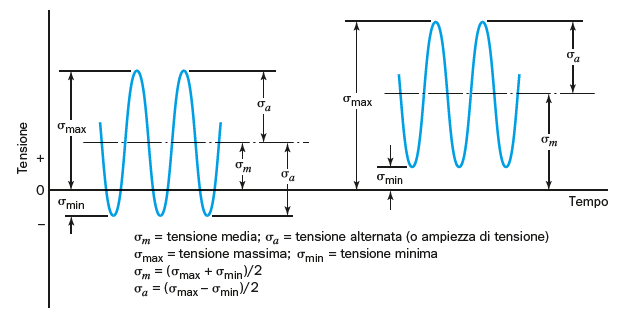 Tensione
+
0
–
σmax
σmin
σa
σm
σa
σmax
σmin
σa
σm
Tempo
σm = tensione media; σa = tensione alternata (o ampiezza di tensione)
σmax = tensione massima; σmin = tensione minima
σm = (σmax + σmin)/2
σa = (σmax – σmin)/2